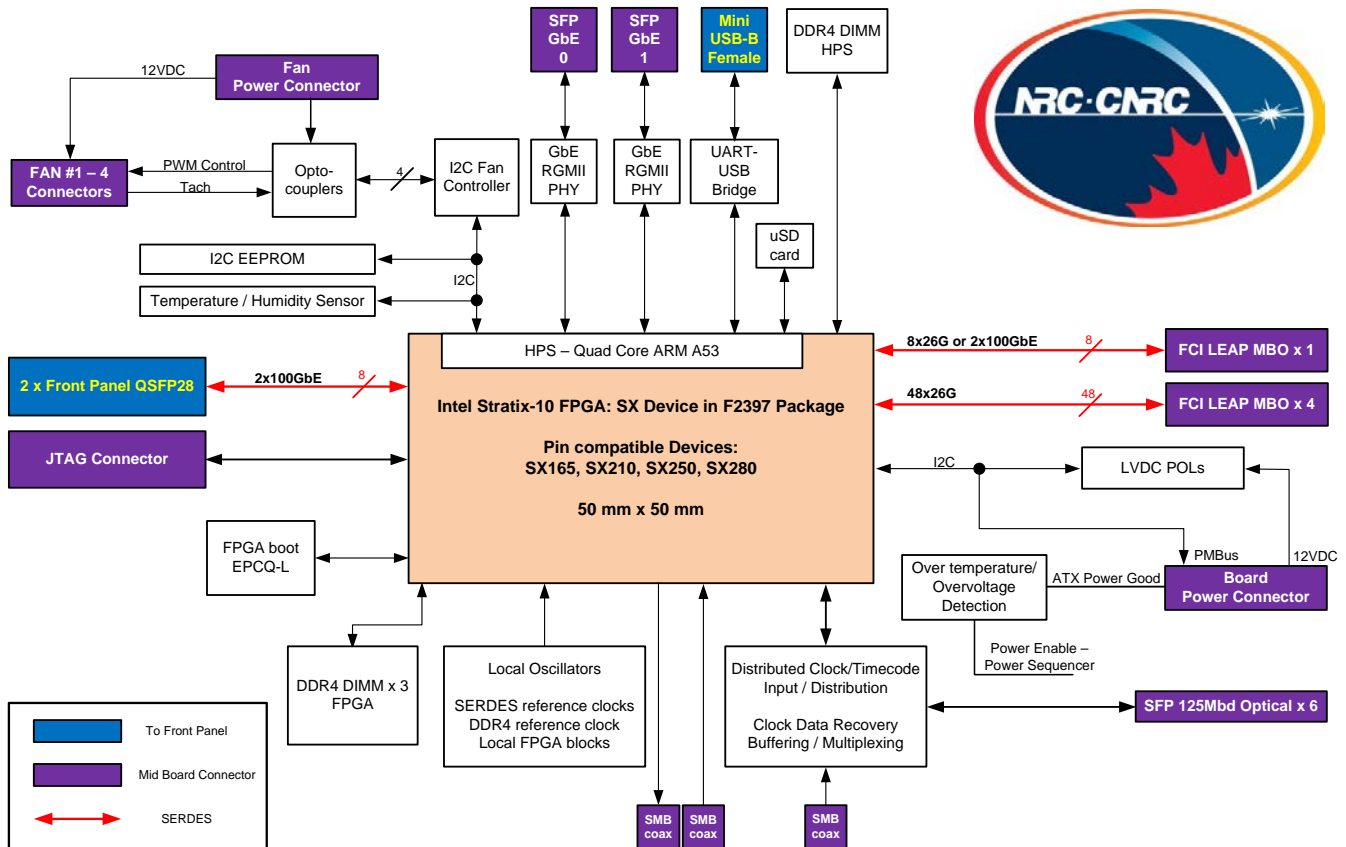 SFP
GbE
0
SFP
GbE
1
Mini
USB-B
Female
DDR4 DIMM
HPS
NRC·CNRC
12VDC
Fan
Power Connector
FAN #1 – 4
Connectors
PWM Control
Tach
Opto-
couplers
4
I2C Fan
Controller
GbE
RGMII
PHY
GbE
RGMII
PHY
UART-
USB
Bridge
uSD
card
I2C EEPROM
I2C
Temperature / Humidity Sensor
HPS – Quad Core ARM A53
2 x Front Panel QSFP28
2x100GbE
8
8x26G or 2x100GbE
8
FCI LEAP MBO x 1
48x26G
48
FCI LEAP MBO x 4
Intel Stratix-10 FPGA: SX Device in F2397 Package
Pin compatible Devices:
SX165, SX210, SX250, SX280
50 mm x 50 mm
JTAG Connector
I2C
LVDC POLs
FPGA boot
EPCQ-L
PMBus
12VDC
Over temperature/
Overvoltage
Detection
ATX Power Good
Board
Power Connector
Power Enable –
Power Sequencer
DDR4 DIMM x 3
FPGA
Local Oscillators
SERDES reference clocks
DDR4 reference clock
Local FPGA blocks
Distributed Clock/Timecode
Input / Distribution
Clock Data Recovery
Buffering / Multiplexing
SFP 125Mbd Optical x 6
To Front Panel
Mid Board Connector
SERDES
SMB
coax
SMB
coax
SMB
coax